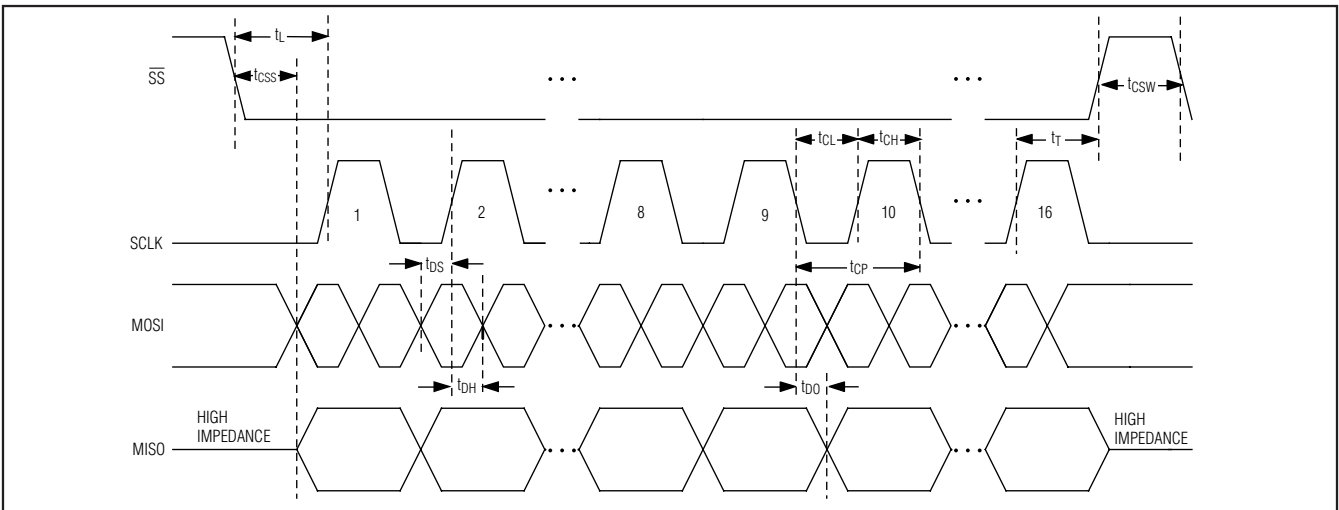 tL
SS
tCSS
tCSW
tCL
tCH
tT
1
2
8
9
10
16
SCLK
tDS
tCP
MOSI
tDH
tDO
HIGH
IMPEDANCE
MISO
HIGH
IMPEDANCE